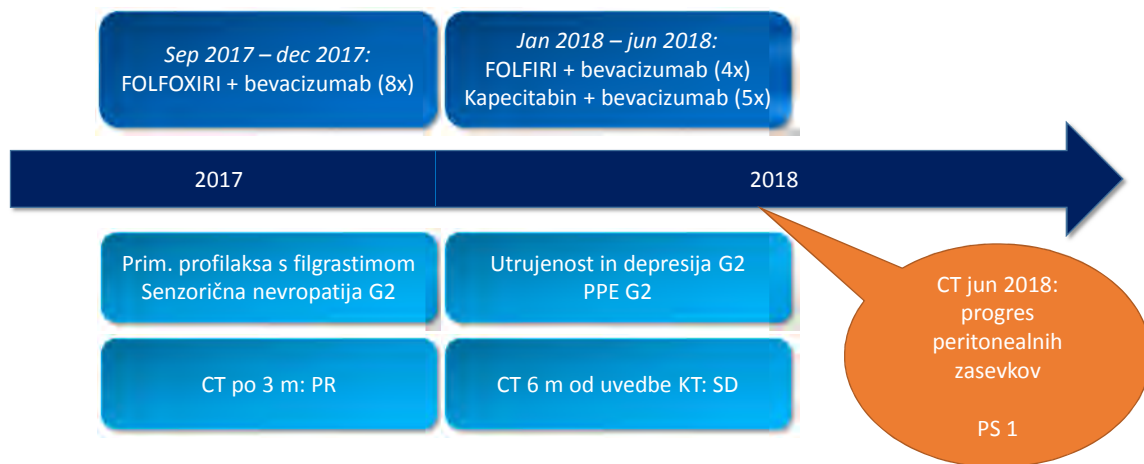 Sep 2017 – dec 2017:
FOLFOXIRI + bevacizumab (8x)
Jan 2018 – jun 2018:
FOLFIRI + bevacizumab (4x)
Kapecitabin + bevacizumab (5x)
2017
2018
Prim. profilaksa s filgrastimom
Senzorična nevropatija G2
Utrujenost in depresija G2
PPE G2
CT po 3 m: PR
CT 6 m od uvedbe KT: SD
CT jun 2018:
progres
peritonealnih
zasevkov
PS 1